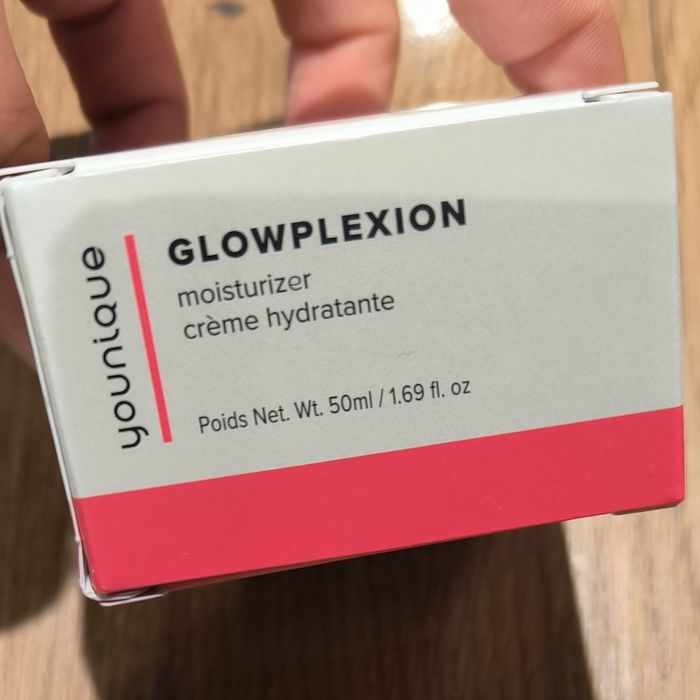 younique
GLOWPLEXION
moisturizer
crème hydratante
Poids Net. Wt. 50ml / 1.69 fl. oz